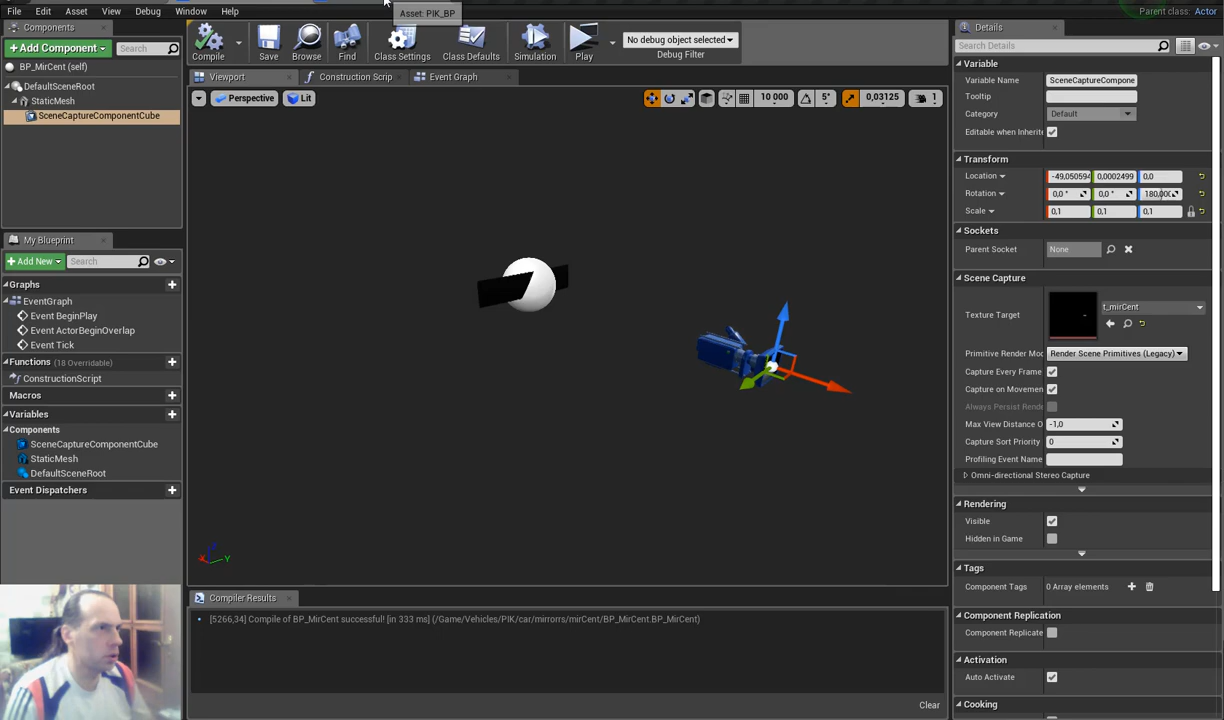 File Edit Asset View Debug Window Help
Asset: PIK_BP
Parent class: Actor
Components
+Add Component
Search
BP_MirCent (self)
DefaultSceneRoot
StaticMesh
SceneCaptureComponentCube
Compile
Save
Browse
Find
Class Settings
Class Defaults
Simulation
Play
No debug object selected
Debug Filter
Viewport
Construction Scrip
Event Graph
Perspective
Lit
10 000
5°
0,03125
1
X
Y
My Blueprint
+Add New
Search
Graphs
EventGraph
Event BeginPlay
Event ActorBeginOverlap
Event Tick
Functions (18 Overridable)
ConstructionScript
Macros
Variables
Components
SceneCaptureComponentCube
StaticMesh
DefaultSceneRoot
Event Dispatchers
Compiler Results
[5266,34] Compile of BP_MirCent successful! [in 333 ms] (/Game/Vehicles/PIK/car/mirrorrs/mirCent/BP_MirCent.BP_MirCent)
Clear
Details
Search Details
Variable
Variable Name SceneCaptureCompone
Tooltip
Category Default
Editable when Inherite
Transform
Location -49,050594 0,0002499 0,0
Rotation 0,0 ° 0,0 °
Scale 0,1 0,1 0,1
Sockets
Parent Socket None
Scene Capture
Texture Target t_mirCent
Primitive Render Mod Render Scene Primitives (Legacy)
Capture Every Frame
Capture on Movemen
Always Persist Rende
Max View Distance O -1,0
Capture Sort Priority 0
Profiling Event Name
Omni-directional Stereo Capture
Rendering
Visible
Hidden in Game
Tags
Component Tags 0 Array elements
Component Replication
Component Replicate
Activation
Auto Activate
Cooking